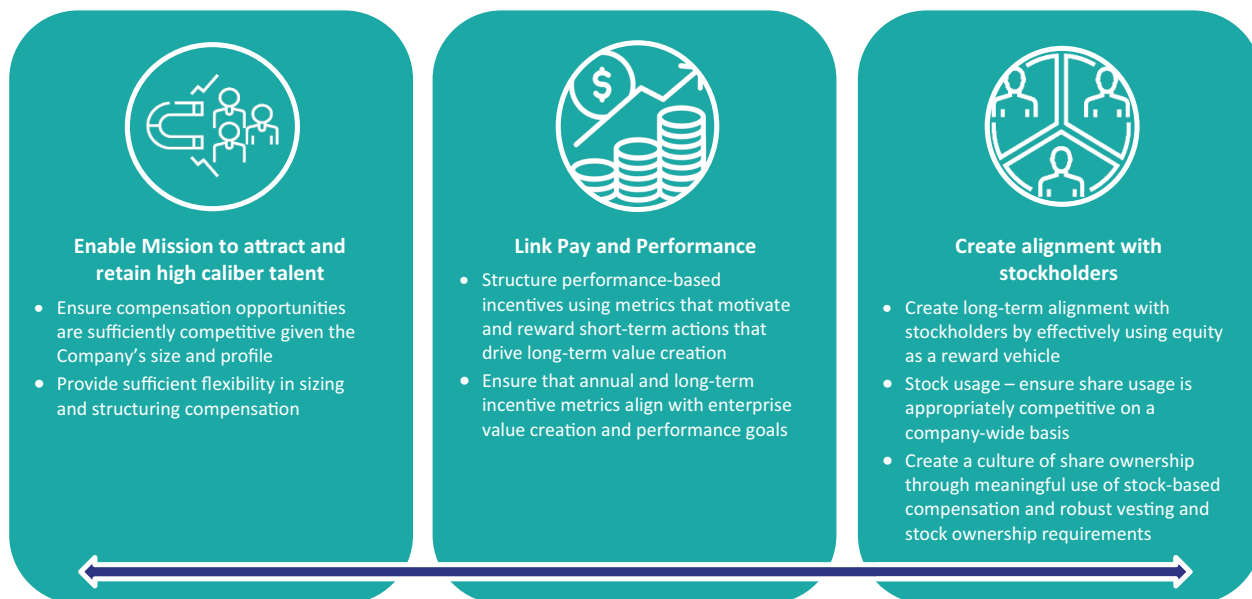 $
Enable Mission to attract and
retain high caliber talent
• Ensure compensation opportunities
are sufficiently competitive given the
Company’s size and profile
• Provide sufficient flexibility in sizing
and structuring compensation
Link Pay and Performance
• Structure performance-based
incentives using metrics that motivate
and reward short-term actions that
drive long-term value creation
• Ensure that annual and long-term
incentive metrics align with enterprise
value creation and performance goals
Create alignment with
stockholders
• Create long-term alignment with
stockholders by effectively using equity
as a reward vehicle
• Stock usage – ensure share usage is
appropriately competitive on a
company-wide basis
• Create a culture of share ownership
through meaningful use of stock-based
compensation and robust vesting and
stock ownership requirements